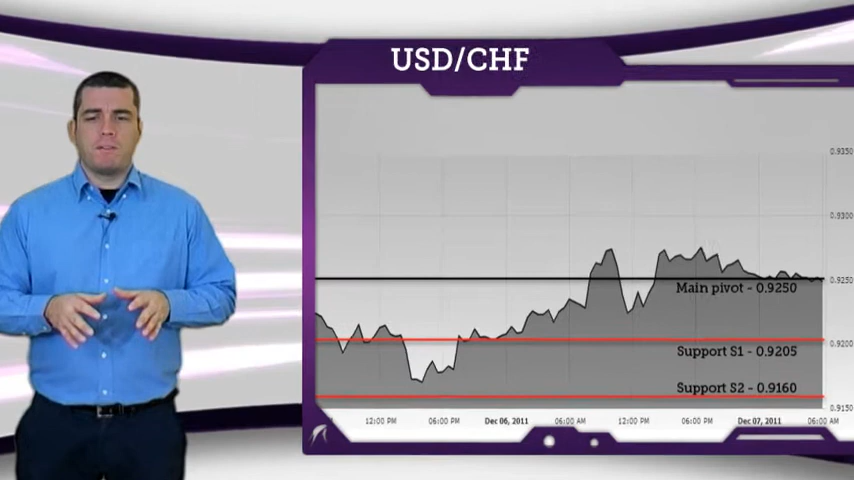 USD/CHF
0.9350
0.9300
0.9250
Main pivot - 0.9250
0.9200
Support S1 - 0.9205
Support S2 - 0.9160
0.9150
12:00 PM 06:00 PM Dec 06, 2011 06:00 AM 12:00 PM 06:00 PM Dec 07, 2011 06:00 AM